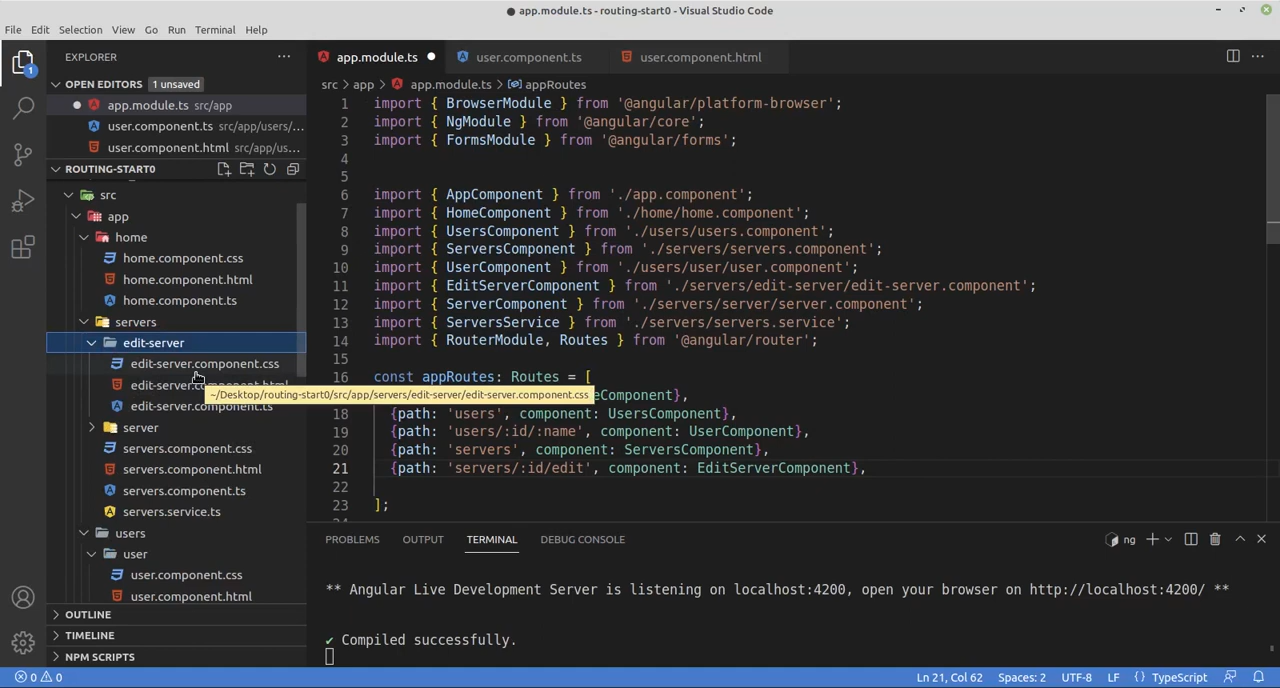 app.module.ts - routing-start0 - Visual Studio Code
File Edit Selection View Go Run Terminal Help
EXPLORER
OPEN EDITORS 1 unsaved
app.module.ts src/app
user.component.ts src/app/users/...
user.component.html src/app/us...
ROUTING-START0
src
app
home
home.component.css
home.component.html
home.component.ts
servers
edit-server
edit-server.component.css
edit-server.component.html
edit-server.component.ts
server
servers.component.css
servers.component.html
servers.component.ts
servers.service.ts
users
user
user.component.css
user.component.html
OUTLINE
TIMELINE
NPM SCRIPTS
1
~/Desktop/routing-start0/src/app/servers/edit-server/edit-server.component.css
app.module.ts user.component.ts user.component.html
src > app > app.module.ts > appRoutes
1 import { BrowserModule } from '@angular/platform-browser';
2 import { NgModule } from '@angular/core';
3 import { FormsModule } from '@angular/forms';
4
5
6 import { AppComponent } from './app.component';
7 import { HomeComponent } from './home/home.component';
8 import { UsersComponent } from './users/users.component';
9 import { ServersComponent } from './servers/servers.component';
10 import { UserComponent } from './users/user/user.component';
11 import { EditServerComponent } from './servers/edit-server/edit-server.component';
12 import { ServerComponent } from './servers/server/server.component';
13 import { ServersService } from './servers/servers.service';
14 import { RouterModule, Routes } from '@angular/router';
15
16 const appRoutes: Routes = [
eComponent},
18 {path: 'users', component: UsersComponent},
19 {path: 'users/:id/:name', component: UserComponent},
20 {path: 'servers', component: ServersComponent},
21 {path: 'servers/:id/edit', component: EditServerComponent},
22
23 ];
PROBLEMS OUTPUT TERMINAL DEBUG CONSOLE
ng
** Angular Live Development Server is listening on localhost:4200, open your browser on http://localhost:4200/ **
✔ Compiled successfully.
0 0
Ln 21, Col 62 Spaces: 2 UTF-8 LF {} TypeScript